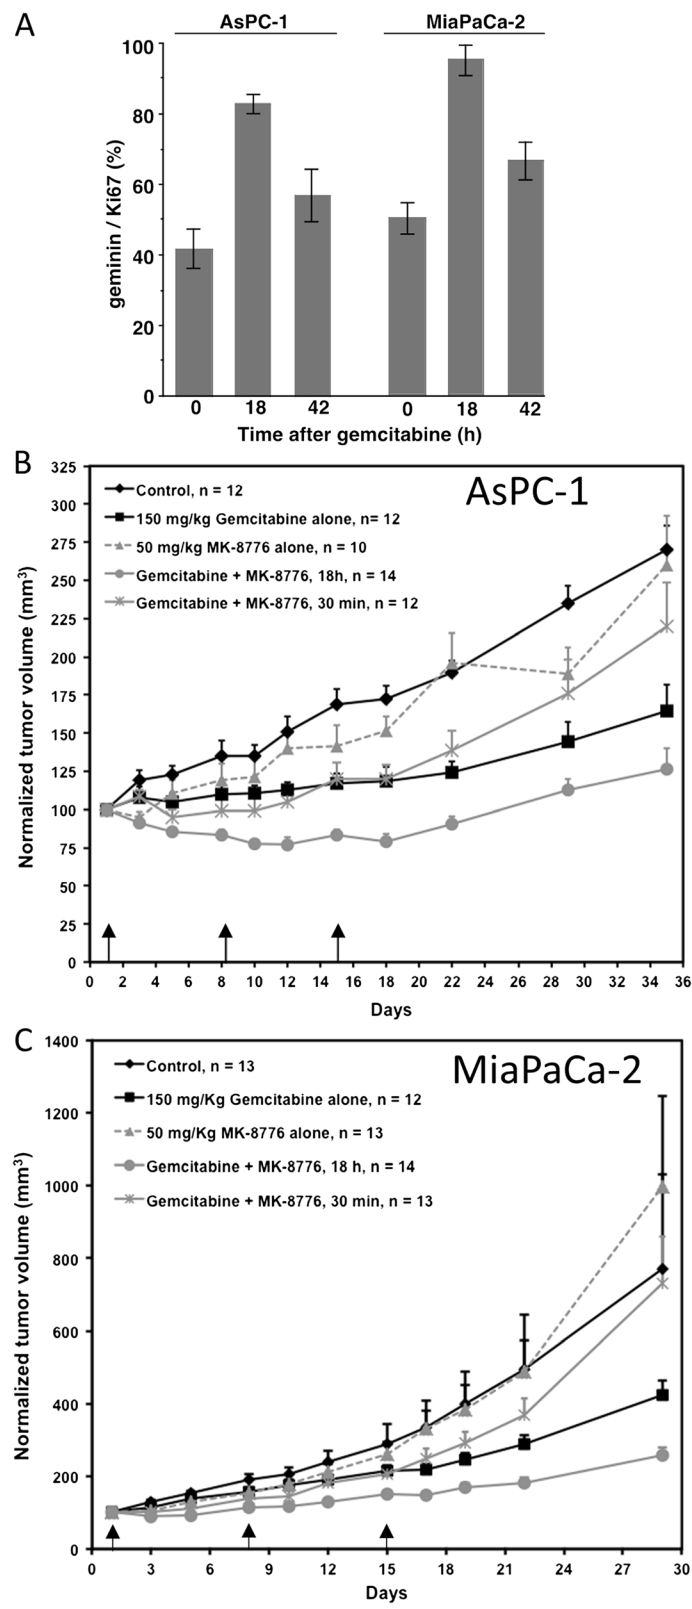 A
AsPC-1 MiaPaCa-2
geminin / Ki67 (%)
100
80
60
40
20
0
0 18 42 0 18 42
Time after gemcitabine (h)
B
AsPC-1
Normalized tumor volume (mm³)
325
300
275
250
225
200
175
150
125
100
75
50
25
0
Control, n = 12
150 mg/kg Gemcitabine alone, n= 12
50 mg/kg MK-8776 alone, n = 10
Gemcitabine + MK-8776, 18h, n = 14
Gemcitabine + MK-8776, 30 min, n = 12
0 2 4 6 8 10 12 14 16 18 20 22 24 26 28 30 32 34 36
Days
C
MiaPaCa-2
Normalized tumor volume (mm³)
1400
1200
1000
800
600
400
200
0
Control, n = 13
150 mg/Kg Gemcitabine alone, n = 12
50 mg/Kg MK-8776 alone, n = 13
Gemcitabine + MK-8776, 18 h, n = 14
Gemcitabine + MK-8776, 30 min, n = 13
0 3 6 9 12 15 18 21 24 27 30
Days